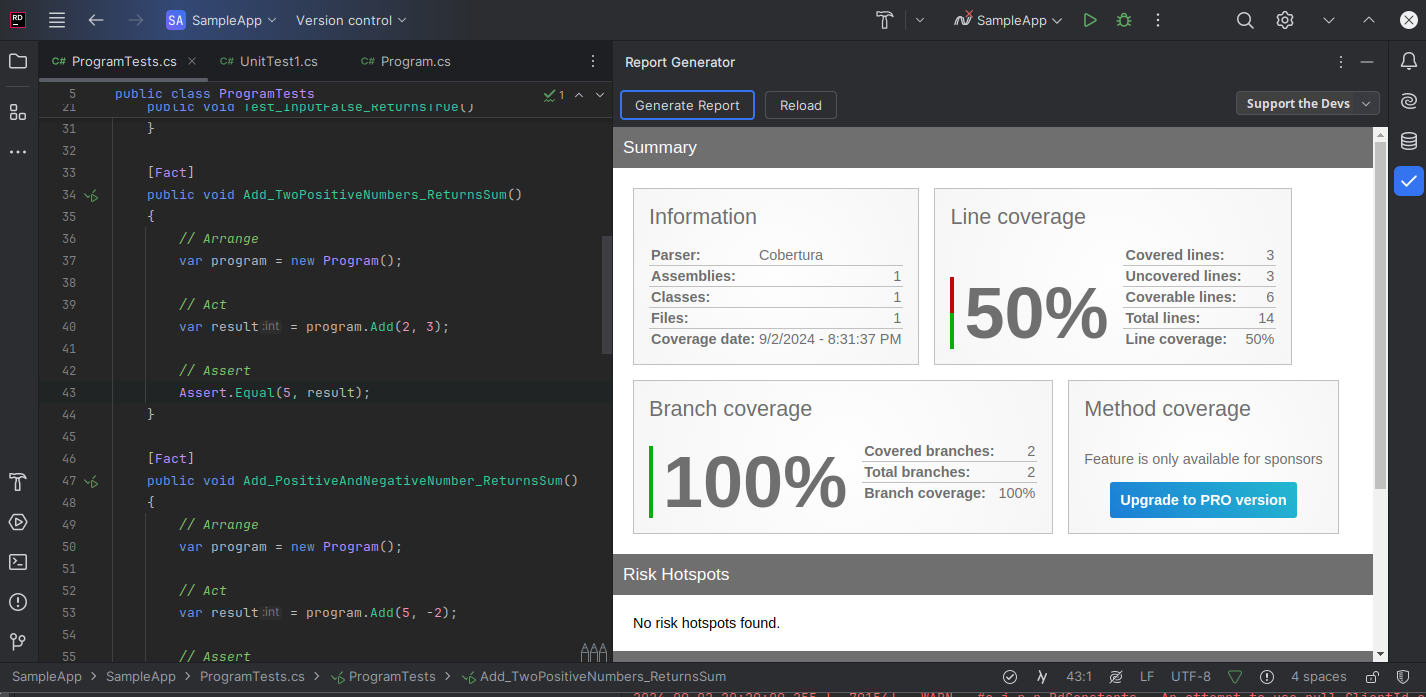 RD
SA SampleApp Version control SampleApp
C# ProgramTests.cs C# UnitTest1.cs C# Program.cs
5 public class ProgramTests 1
21 public void Test_InputFalse_ReturnsTrue()
31 }
32
33 [Fact]
34 public void Add_TwoPositiveNumbers_ReturnsSum()
35 {
36 // Arrange
37 var program = new Program();
38
39 // Act
40 var result:int = program.Add(2, 3);
41
42 // Assert
43 Assert.Equal(5, result);
44 }
45
46 [Fact]
47 public void Add_PositiveAndNegativeNumber_ReturnsSum()
48 {
49 // Arrange
50 var program = new Program();
51
52 // Act
53 var result:int = program.Add(5, -2);
54
55 // Assert
Report Generator
Generate Report Reload Support the Devs
Summary
Information
Parser: Cobertura
Assemblies: 1
Classes: 1
Files: 1
Coverage date: 9/2/2024 - 8:31:37 PM
Line coverage
50%
Covered lines: 3
Uncovered lines: 3
Coverable lines: 6
Total lines: 14
Line coverage: 50%
Branch coverage
100%
Covered branches: 2
Total branches: 2
Branch coverage: 100%
Method coverage
Feature is only available for sponsors
Upgrade to PRO version
Risk Hotspots
No risk hotspots found.
SampleApp SampleApp ProgramTests.cs ProgramTests Add_TwoPositiveNumbers_ReturnsSum 43:1 LF UTF-8 4 spaces